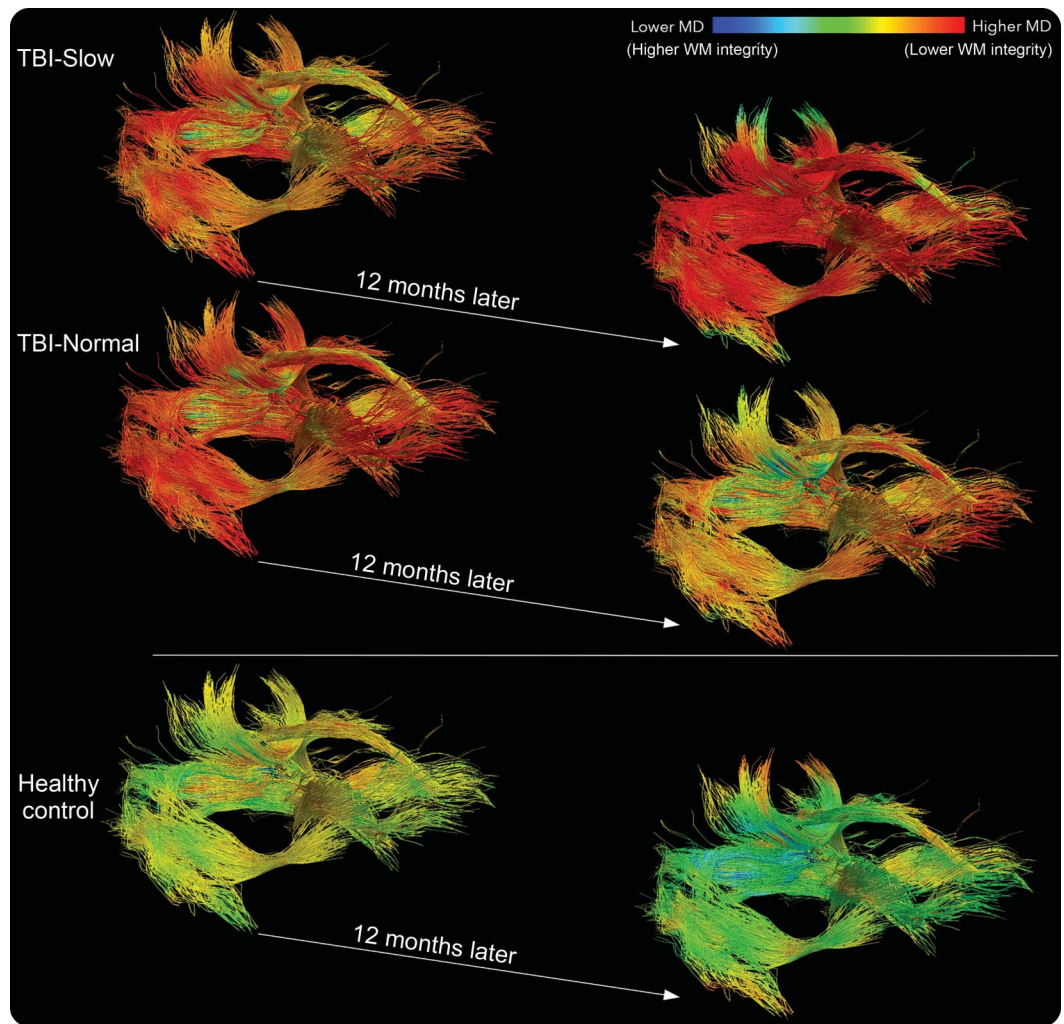 Lower MD
Higher MD
(Higher WM integrity)
(Lower WM integrity)
TBI-Slow
12 months later
TBI-Normal
12 months later
Healthy
control
12 months later